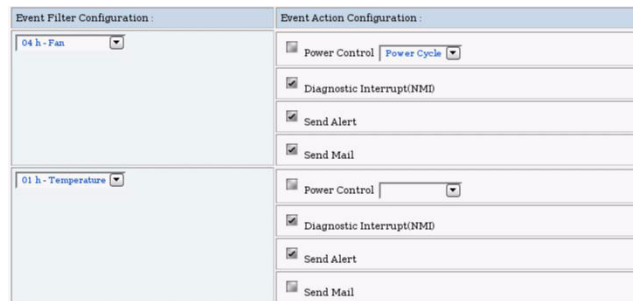 Event Filter Configuration : Event Action Configuration :
04 h - Fan
Power Control Power Cycle
Diagnostic Interrupt(NMI)
Send Alert
Send Mail
01 h - Temperature
Power Control
Diagnostic Interrupt(NMI)
Send Alert
Send Mail